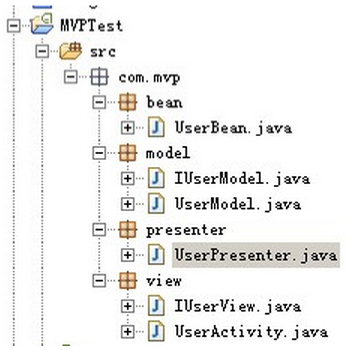 MVPTest
src
com.mvp
bean
UserBean.java
model
IUserModel.java
UserModel.java
presenter
UserPresenter.java
view
IUserView.java
UserActivity.java